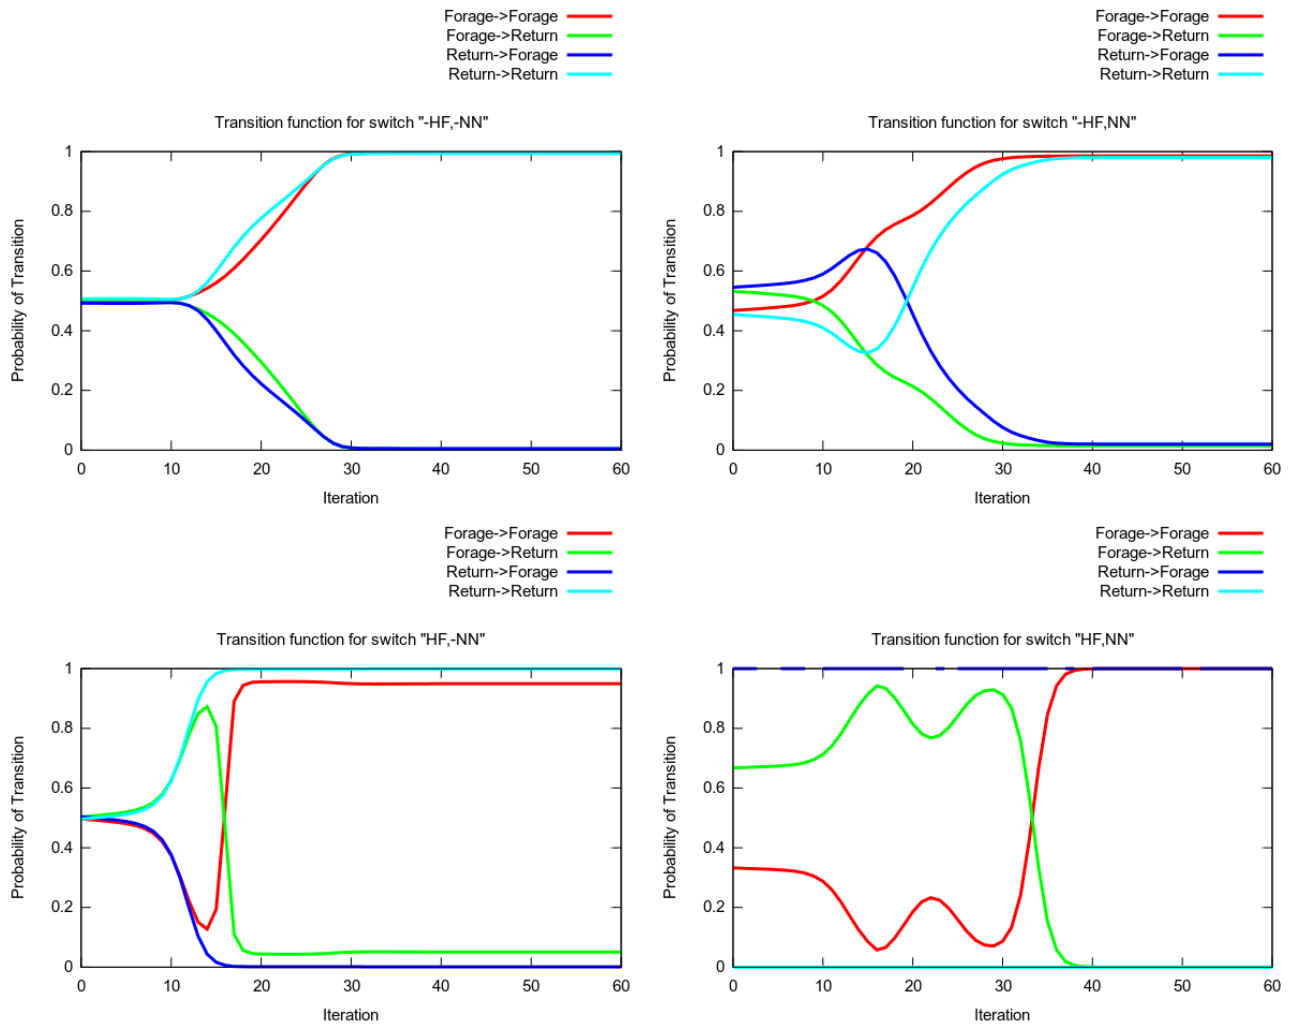 Forage->Forage
Forage->Return
Return->Forage
Return->Return
Transition function for switch "-HF,-NN"
Probability of Transition
1
0.8
0.6
0.4
0.2
0
0 10 20 30 40 50 60
Iteration
Forage->Forage
Forage->Return
Return->Forage
Return->Return
Transition function for switch "-HF,NN"
Probability of Transition
1
0.8
0.6
0.4
0.2
0
0 10 20 30 40 50 60
Iteration
Forage->Forage
Forage->Return
Return->Forage
Return->Return
Transition function for switch "HF,-NN"
Probability of Transition
1
0.8
0.6
0.4
0.2
0
0 10 20 30 40 50 60
Iteration
Forage->Forage
Forage->Return
Return->Forage
Return->Return
Transition function for switch "HF,NN"
Probability of Transition
1
0.8
0.6
0.4
0.2
0
0 10 20 30 40 50 60
Iteration